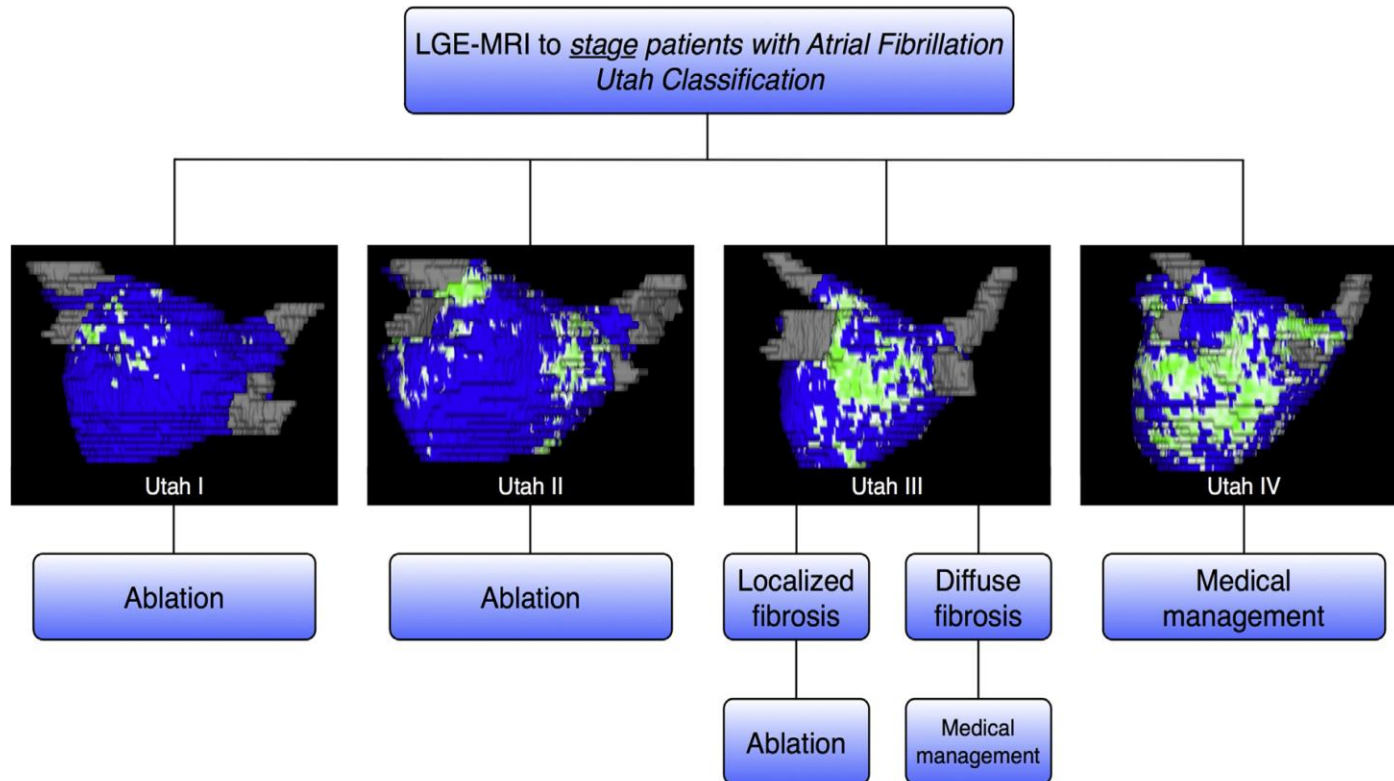 LGE-MRI to stage patients with Atrial Fibrillation
Utah Classification
Utah I
Utah II
Utah III
Utah IV
Ablation
Ablation
Localized
fibrosis
Diffuse
fibrosis
Medical
management
Ablation
Medical
management